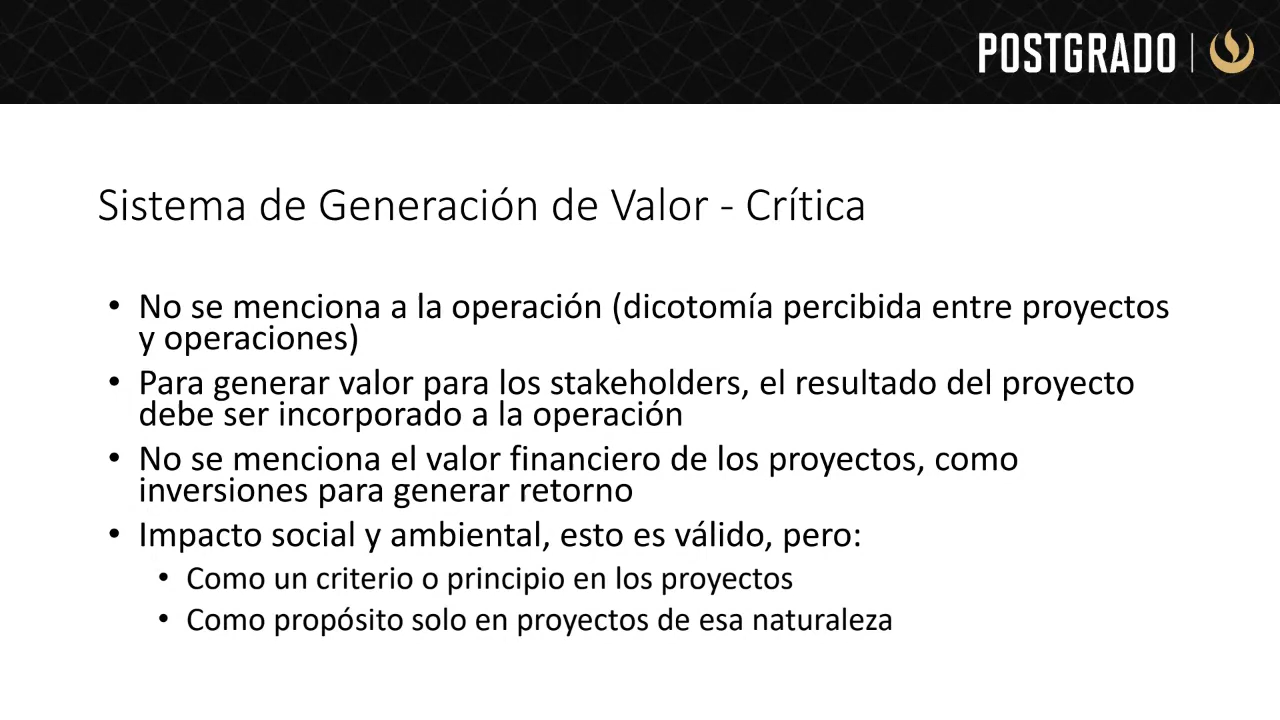 POSTGRADO
Sistema de Generación de Valor - Crítica
• No se menciona a la operación (dicotomía percibida entre proyectos
y operaciones)
• Para generar valor para los stakeholders, el resultado del proyecto
debe ser incorporado a la operación
• No se menciona el valor financiero de los proyectos, como
inversiones para generar retorno
• Impacto social y ambiental, esto es válido, pero:
• Como un criterio o principio en los proyectos
• Como propósito solo en proyectos de esa naturaleza